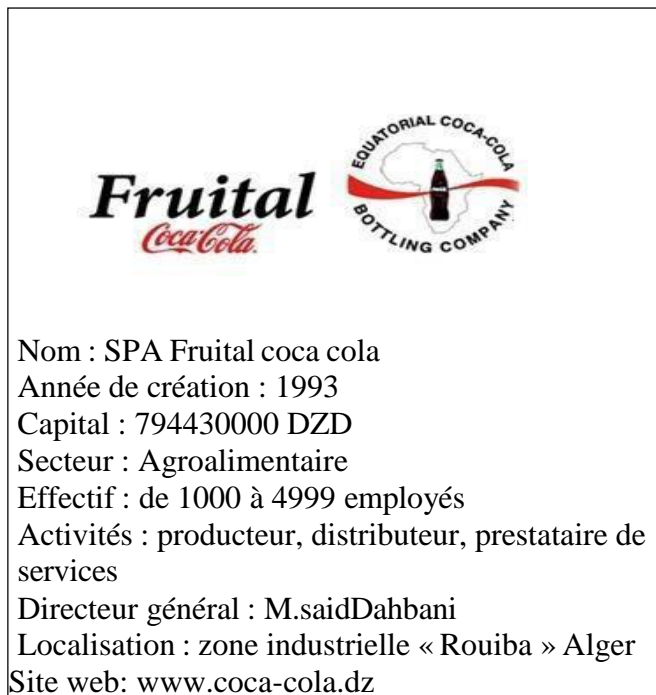 Fruital
Coca-Cola
EQUATORIAL COCA-COLA
BOTTLING COMPANY
Nom : SPA Fruital coca cola
Année de création : 1993
Capital : 794430000 DZD
Secteur : Agroalimentaire
Effectif : de 1000 à 4999 employés
Activités : producteur, distributeur, prestataire de
services
Directeur général : M.saidDahbani
Localisation : zone industrielle « Rouiba » Alger
Site web: www.coca-cola.dz